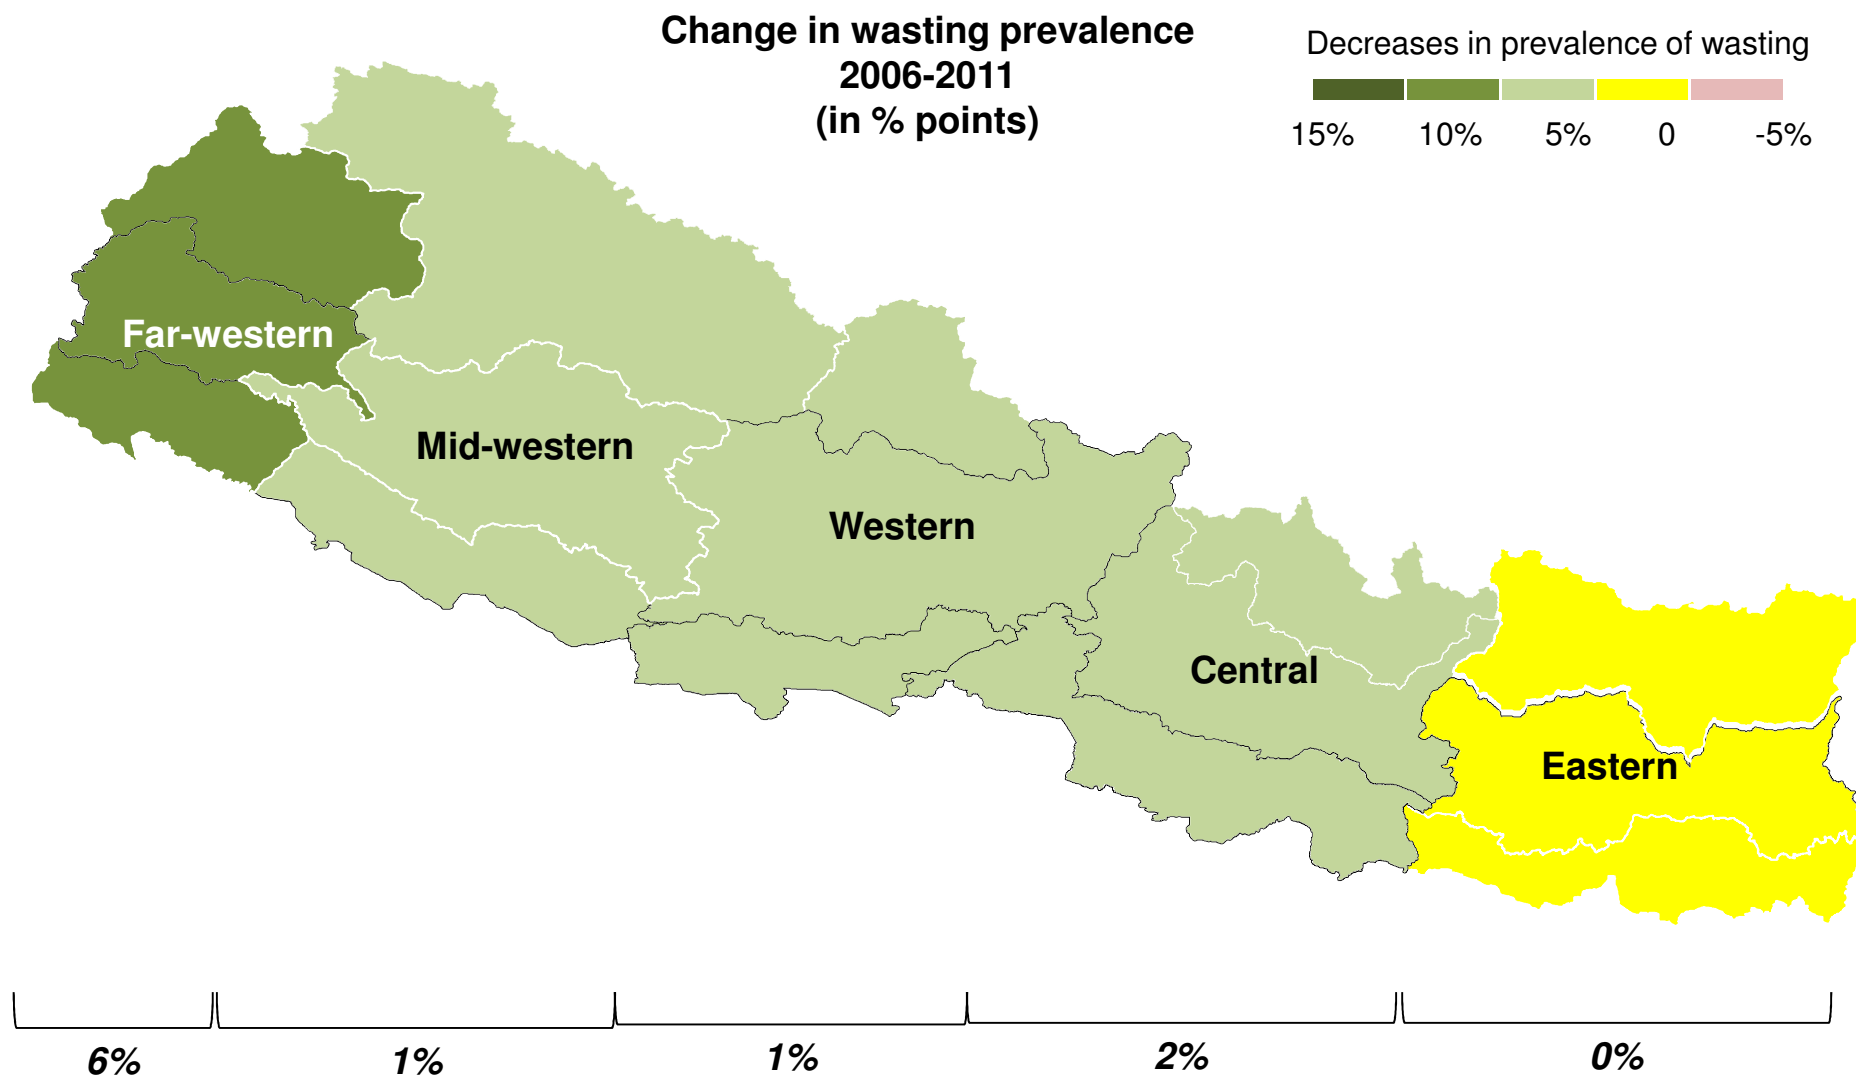 Change in wasting prevalence
2006-2011
(in % points)
Decreases in prevalence of wasting
15% 10% 5% 0 -5%
Far-western
Mid-western
Western
Central
Eastern
6% 1% 1% 2% 0%